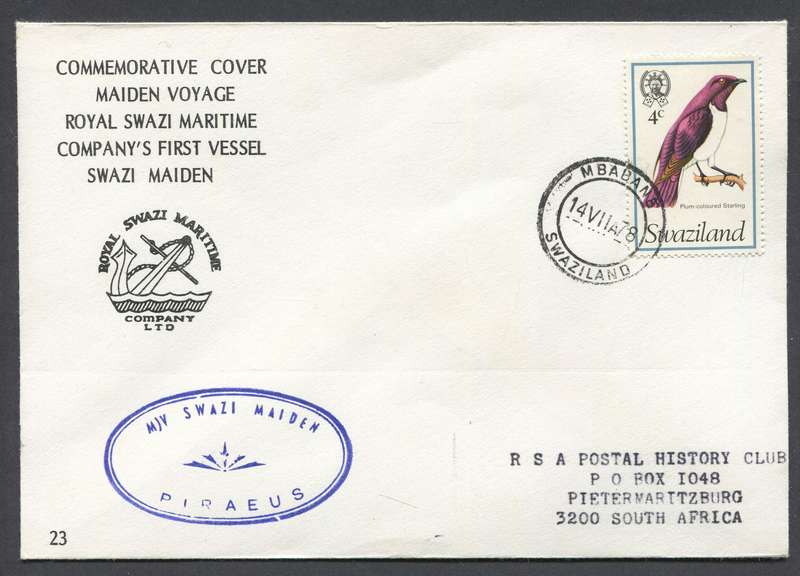 COMMEMORATIVE COVER
MAIDEN VOYAGE
ROYAL SWAZI MARITIME
COMPANY'S FIRST VESSEL
SWAZI MAIDEN
ROYAL SWAZI MARITIME
COMPANY
LTD
4c
Plum-coloured Starling
Swaziland
MBABANE
14 VII A 78
SWAZILAND
M/V SWAZI MAIDEN
PIRAEUS
R S A POSTAL HISTORY CLUB
P O BOX 1048
PIETERMARITZBURG
3200 SOUTH AFRICA
23